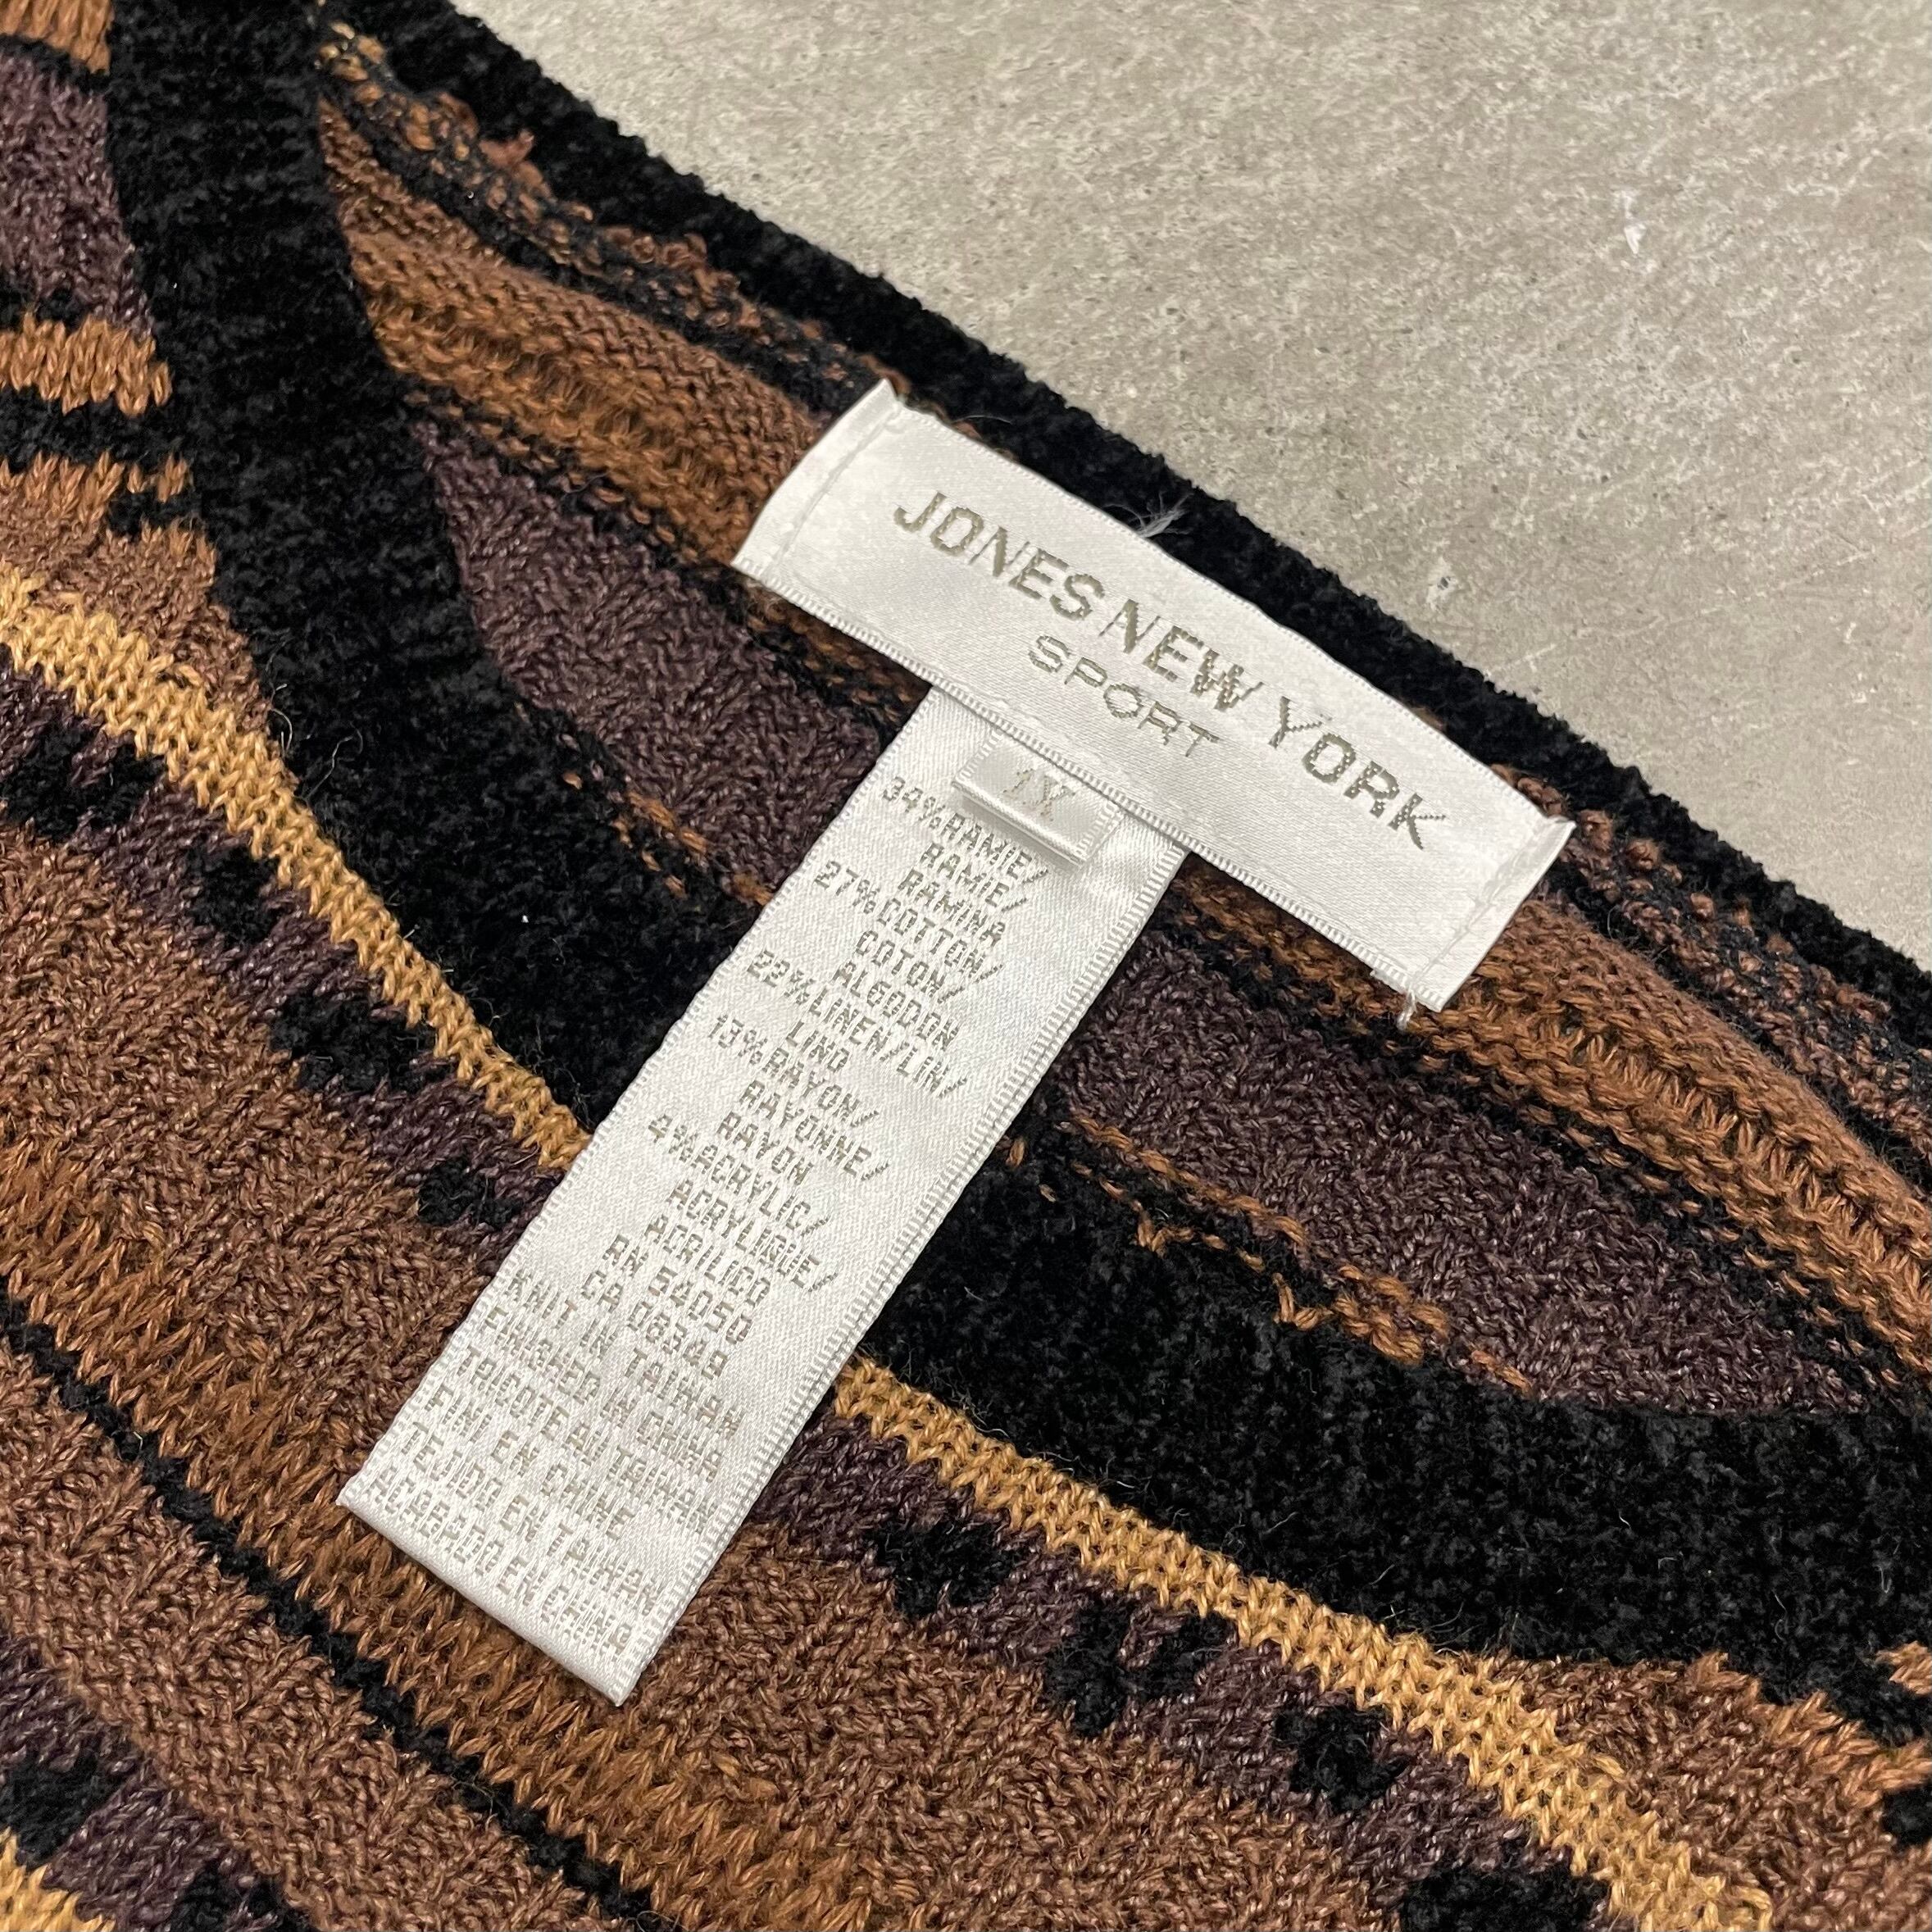 JONES NEW YORK
SPORT
1X
34%RAMIE/
RAMIE/
RAMINA
27%COTTON/
COTON/
ALGODON
22%LINEN/LIN/
LINO
13%RAYON/
RAYONNE/
RAYON
4%ACRYLIC/
ACRYLIQUE/
ACRILICO
RN 54050
CA 08349
KNIT IN TAIWAN
FINISHED IN CHINA
TRICOTE AU TAIWAN
FINI EN CHINE
TEJIDO EN TAIWAN
ACABADO EN CHINA